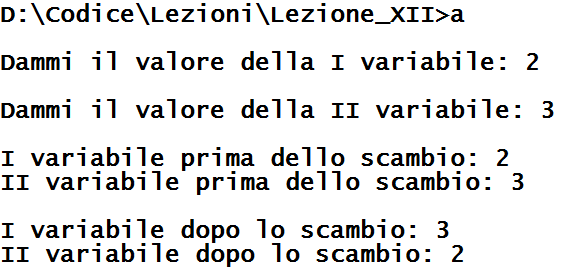 D:\Codice\Lezioni\Lezione_XII>a
Dammi il valore della I variabile: 2
Dammi il valore della II variabile: 3
I variabile prima dello scambio: 2
II variabile prima dello scambio: 3
I variabile dopo lo scambio: 3
II variabile dopo lo scambio: 2